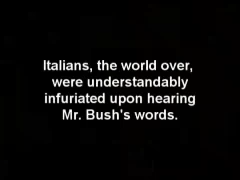 Italians, the world over,
were understandably
infuriated upon hearing
Mr. Bush's words.